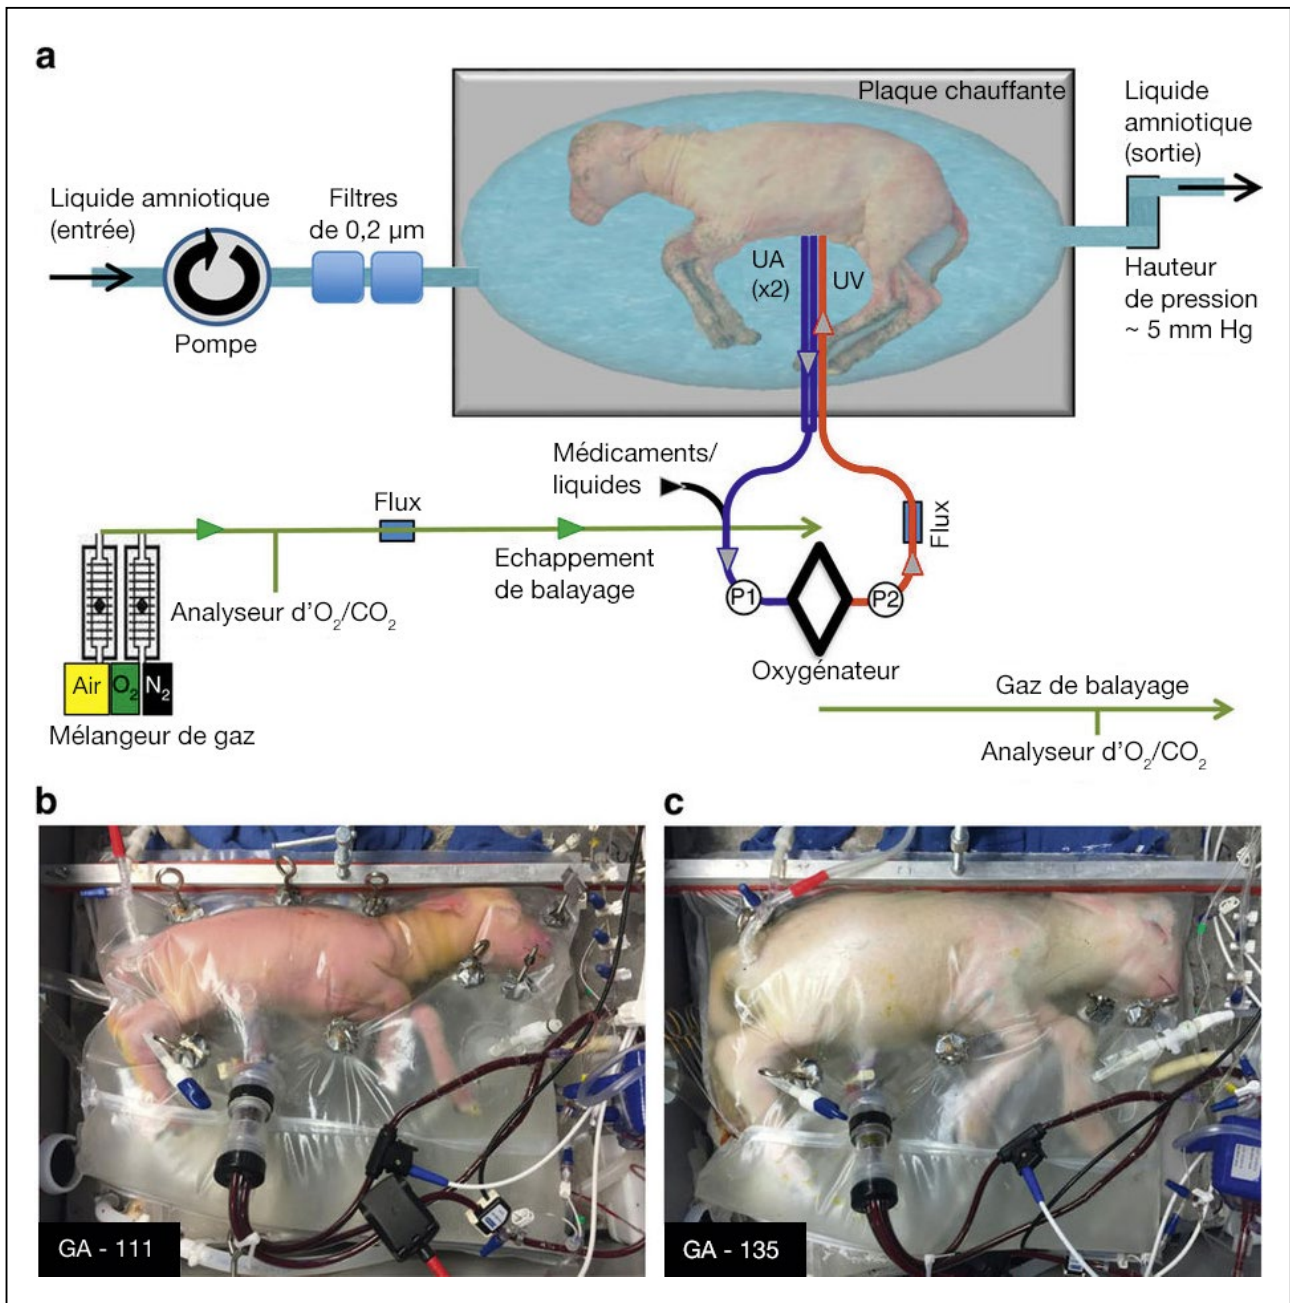 a
Plaque chauffante
Liquide
amniotique
(sortie)
Liquide amniotique
(entrée)
Filtres
de 0,2 µm
UA
(x2)
UV
Hauteur
de pression
~ 5 mm Hg
Pompe
Médicaments/
liquides
Flux
Flux
Echappement
de balayage
Analyseur d’O₂/CO₂
P1
P2
Oxygénateur
Air
O₂
N₂
Mélangeur de gaz
Gaz de balayage
Analyseur d’O₂/CO₂
b
c
GA - 111
GA - 135